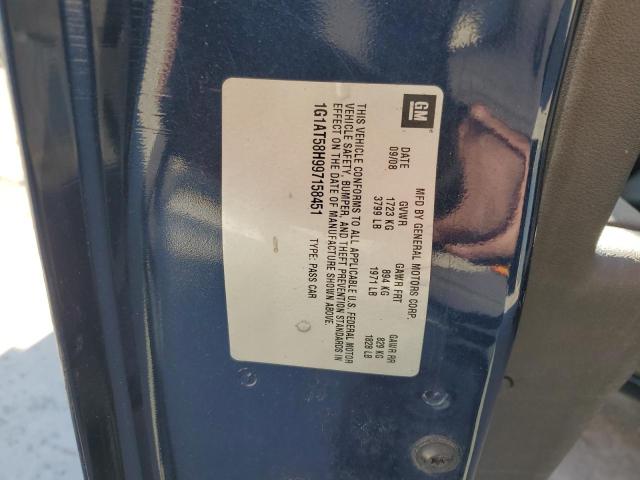 GM
MFD BY GENERAL MOTORS CORP.
DATE GVWR GAWR FRT GAWR RR
09/08 1723 KG 894 KG 829 KG
3799 LB 1971 LB 1828 LB
THIS VEHICLE CONFORMS TO ALL APPLICABLE U.S. FEDERAL MOTOR
VEHICLE SAFETY, BUMPER, AND THEFT PREVENTION STANDARDS IN
EFFECT ON THE DATE OF MANUFACTURE SHOWN ABOVE.
1G1AT58H997158451 TYPE: PASS CAR